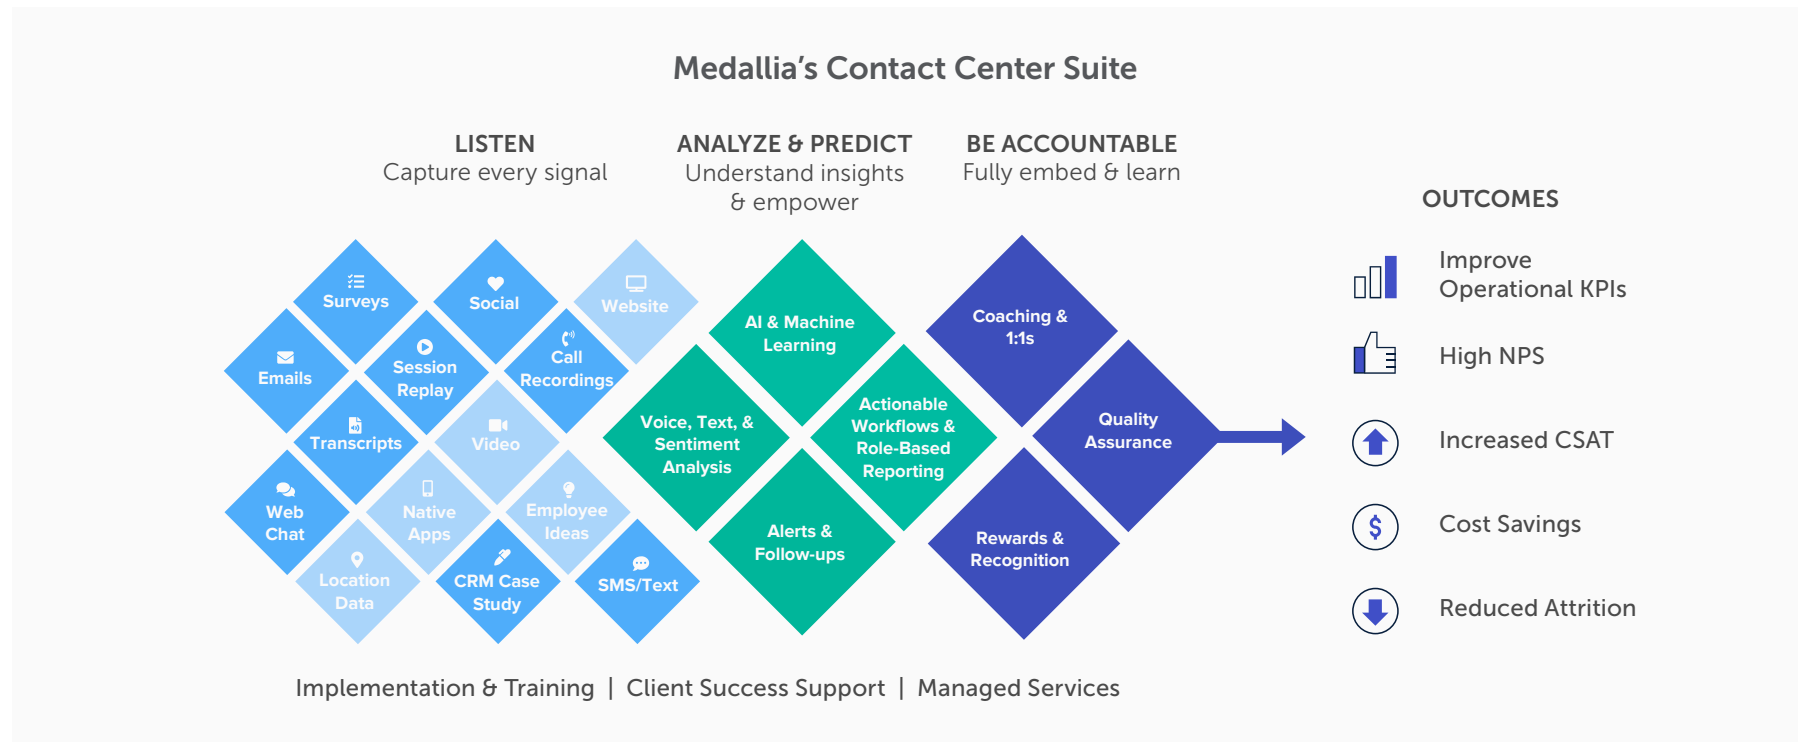 Medallia’s Contact Center Suite
LISTEN
Capture every signal
ANALYZE & PREDICT
Understand insights
& empower
BE ACCOUNTABLE
Fully embed & learn
Surveys
Social
Website
Emails
Session
Replay
Call
Recordings
Transcripts
Video
Web
Chat
Native
Apps
Employee
Ideas
Location
Data
CRM Case
Study
SMS/Text
AI & Machine
Learning
Voice, Text, &
Sentiment
Analysis
Actionable
Workflows &
Role-Based
Reporting
Alerts &
Follow-ups
Coaching &
1:1s
Quality
Assurance
Rewards &
Recognition
OUTCOMES
Improve
Operational KPIs
High NPS
Increased CSAT
$
Cost Savings
Reduced Attrition
Implementation & Training | Client Success Support | Managed Services